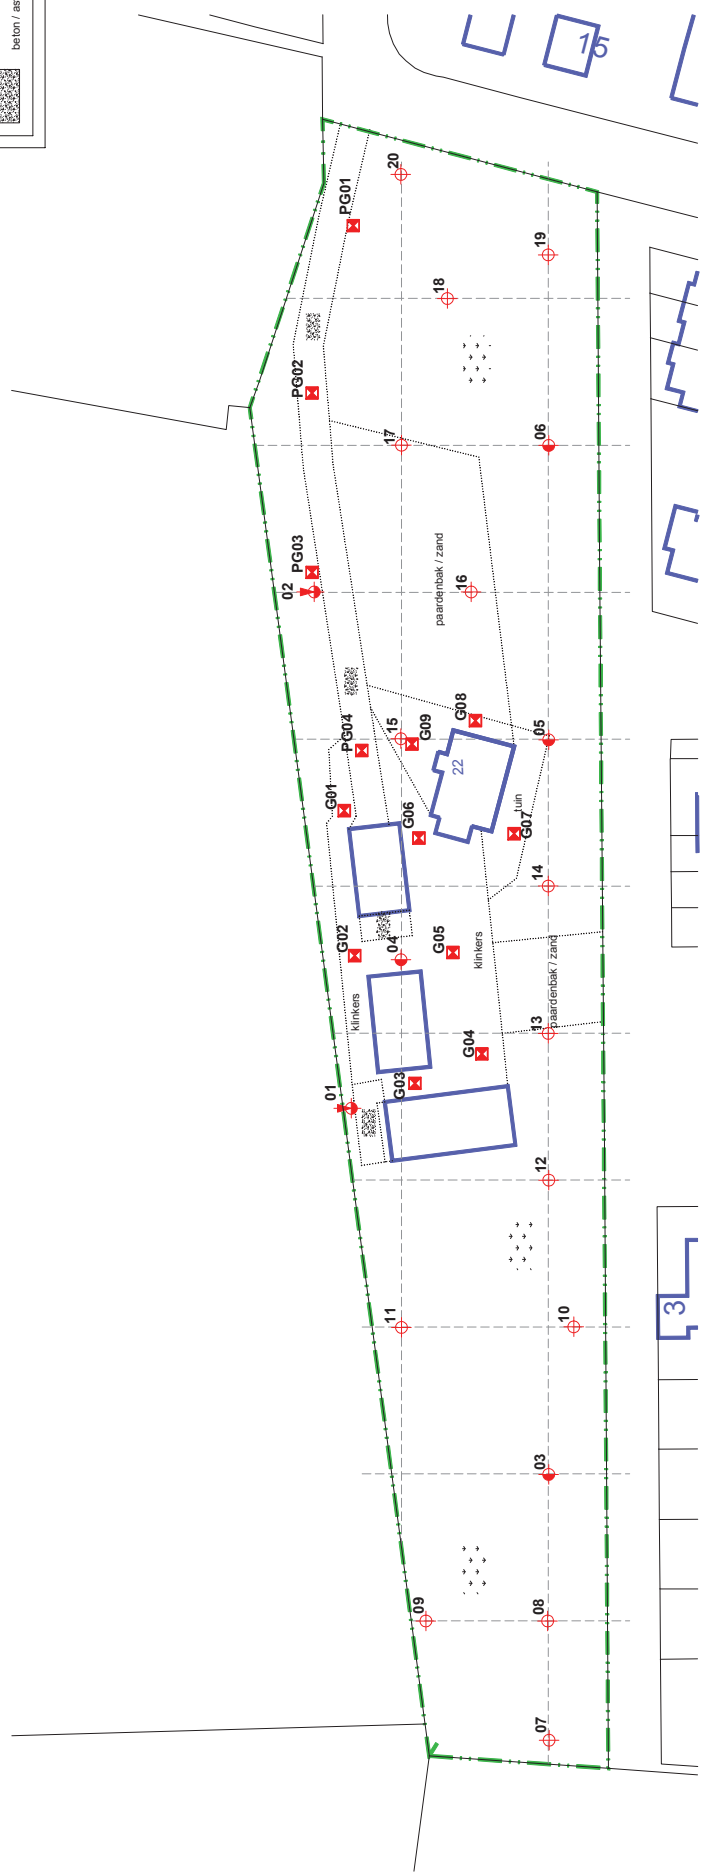 beton / as
15
20
PG01
19
18
PG02
17
06
PG03
02
paardenbak / zand
16
PG04
15
G09
G08
05
22
G01
G06
tuin
G07
14
G02
04
G05
klinkers
klinkers
paardenbak / zand
13
G04
G03
01
12
11
10
3
03
09
08
07